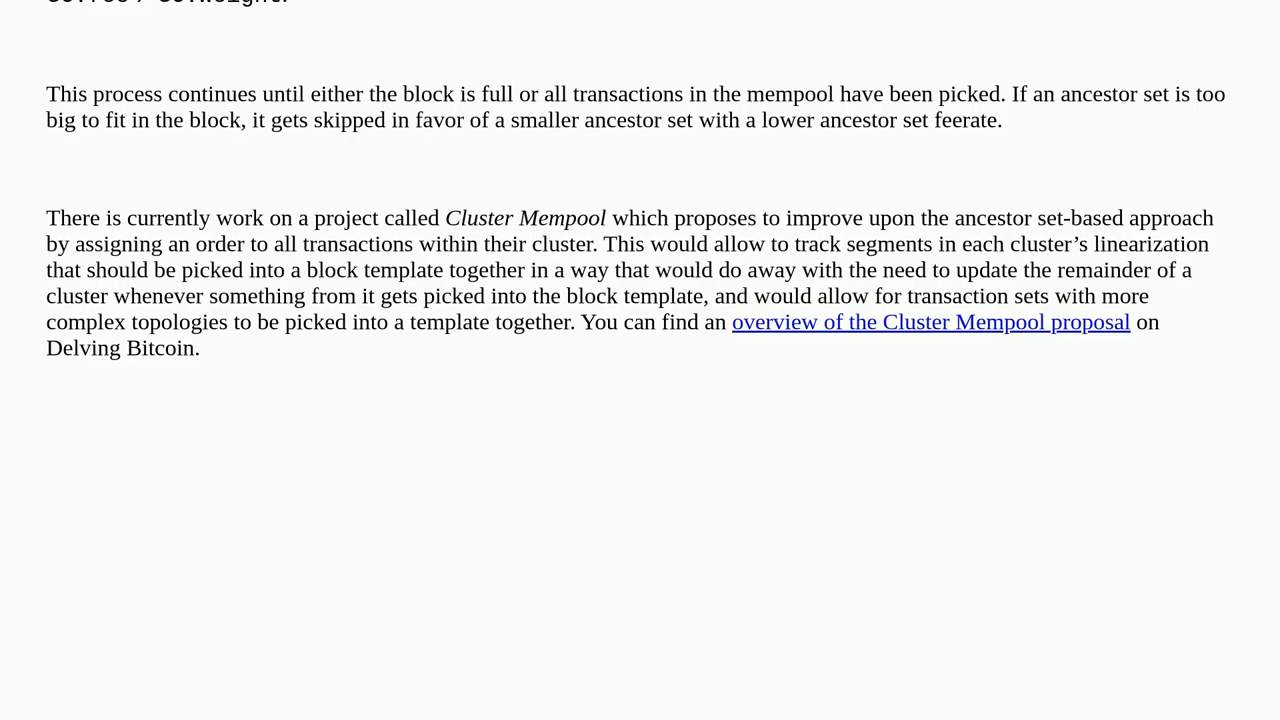 This process continues until either the block is full or all transactions in the mempool have been picked. If an ancestor set is too
big to fit in the block, it gets skipped in favor of a smaller ancestor set with a lower ancestor set feerate.
There is currently work on a project called Cluster Mempool which proposes to improve upon the ancestor set-based approach
by assigning an order to all transactions within their cluster. This would allow to track segments in each cluster’s linearization
that should be picked into a block template together in a way that would do away with the need to update the remainder of a
cluster whenever something from it gets picked into the block template, and would allow for transaction sets with more
complex topologies to be picked into a template together. You can find an overview of the Cluster Mempool proposal on
Delving Bitcoin.